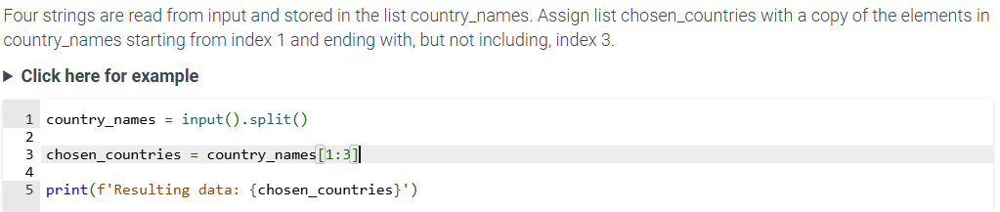 Four strings are read from input and stored in the list country_names. Assign list chosen_countries with a copy of the elements in
country_names starting from index 1 and ending with, but not including, index 3.
▶ Click here for example
1 country_names = input().split()
2
3 chosen_countries = country_names[1:3]
4
5 print(f'Resulting data: {chosen_countries}')